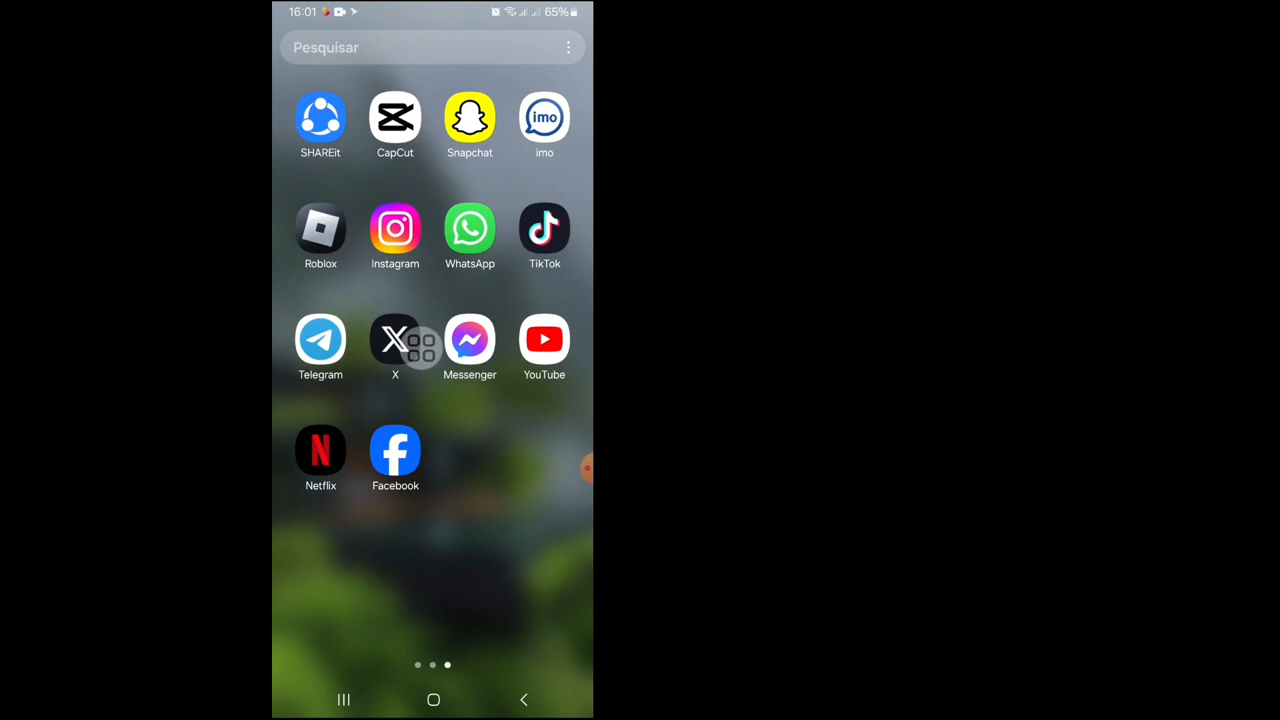 16:01
65%
Pesquisar
imo
SHAREit CapCut Snapchat imo
Roblox Instagram WhatsApp TikTok
Telegram X Messenger YouTube
Netflix Facebook